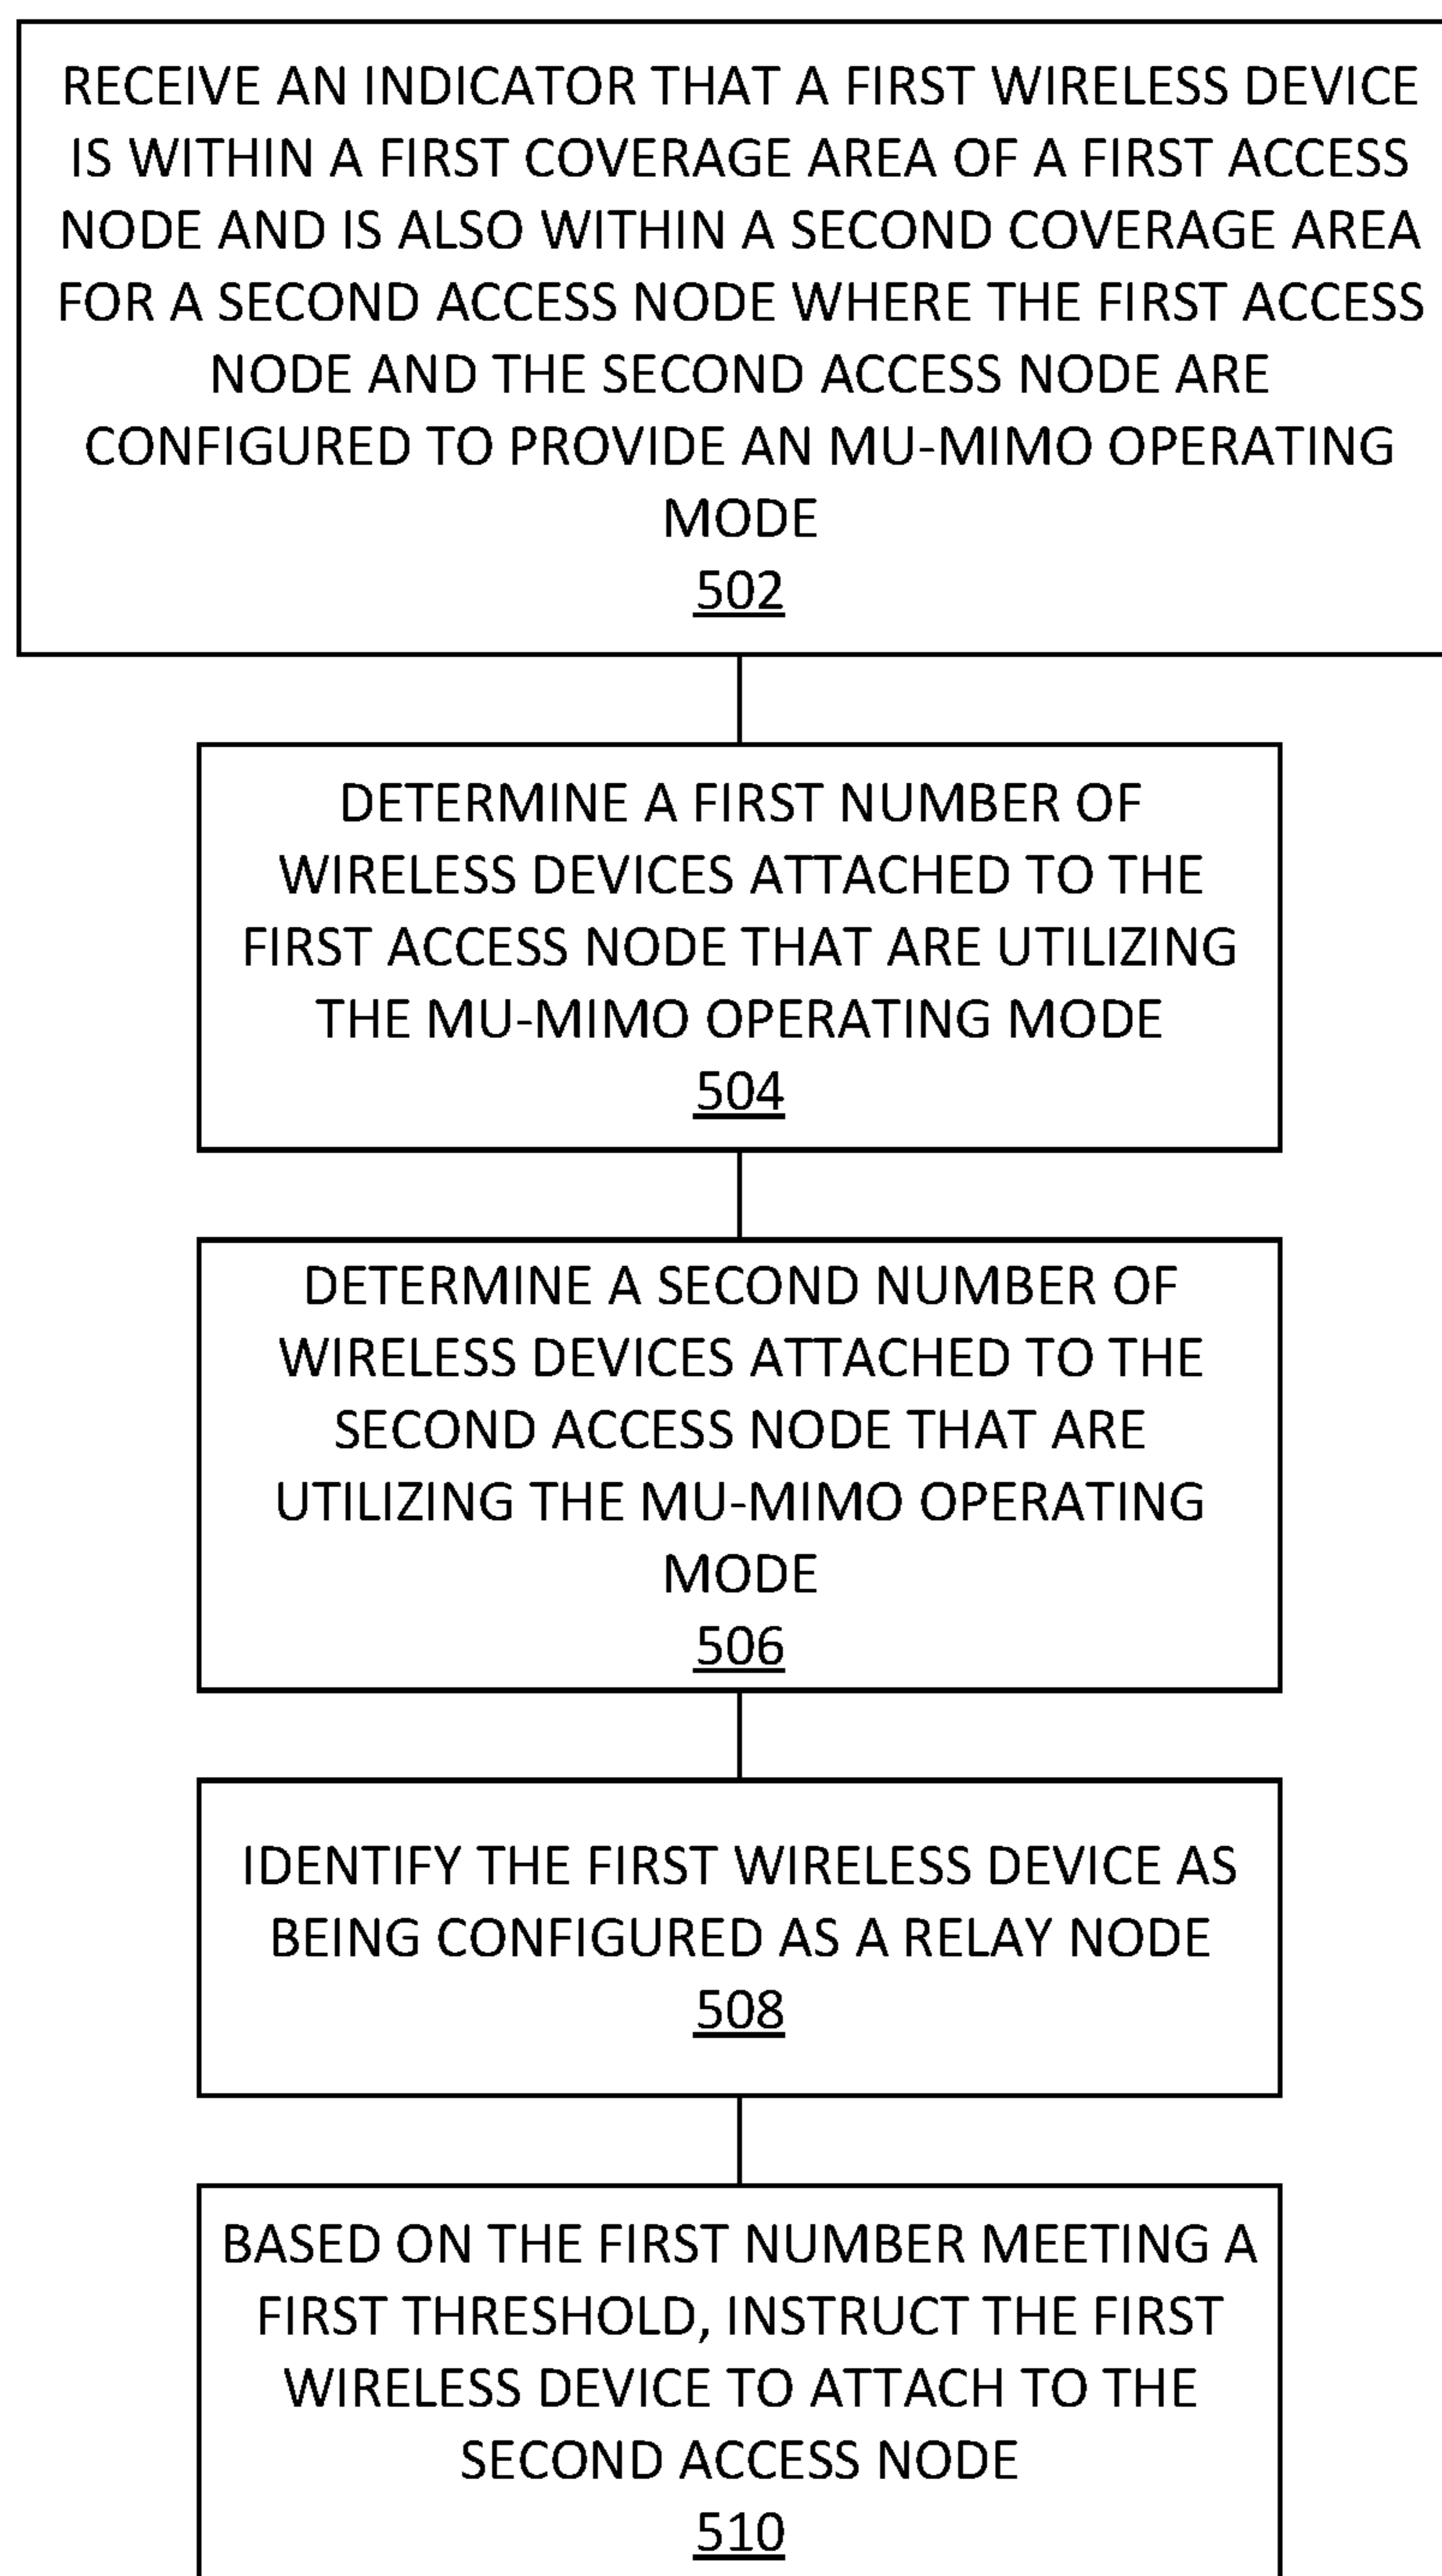 RECEIVE AN INDICATOR THAT A FIRST WIRELESS DEVICE
IS WITHIN A FIRST COVERAGE AREA OF A FIRST ACCESS
NODE AND IS ALSO WITHIN A SECOND COVERAGE AREA
FOR A SECOND ACCESS NODE WHERE THE FIRST ACCESS
NODE AND THE SECOND ACCESS NODE ARE
CONFIGURED TO PROVIDE AN MU-MIMO OPERATING
MODE
502
DETERMINE A FIRST NUMBER OF
WIRELESS DEVICES ATTACHED TO THE
FIRST ACCESS NODE THAT ARE UTILIZING
THE MU-MIMO OPERATING MODE
504
DETERMINE A SECOND NUMBER OF
WIRELESS DEVICES ATTACHED TO THE
SECOND ACCESS NODE THAT ARE
UTILIZING THE MU-MIMO OPERATING
MODE
506
IDENTIFY THE FIRST WIRELESS DEVICE AS
BEING CONFIGURED AS A RELAY NODE
508
BASED ON THE FIRST NUMBER MEETING A
FIRST THRESHOLD, INSTRUCT THE FIRST
WIRELESS DEVICE TO ATTACH TO THE
SECOND ACCESS NODE
510